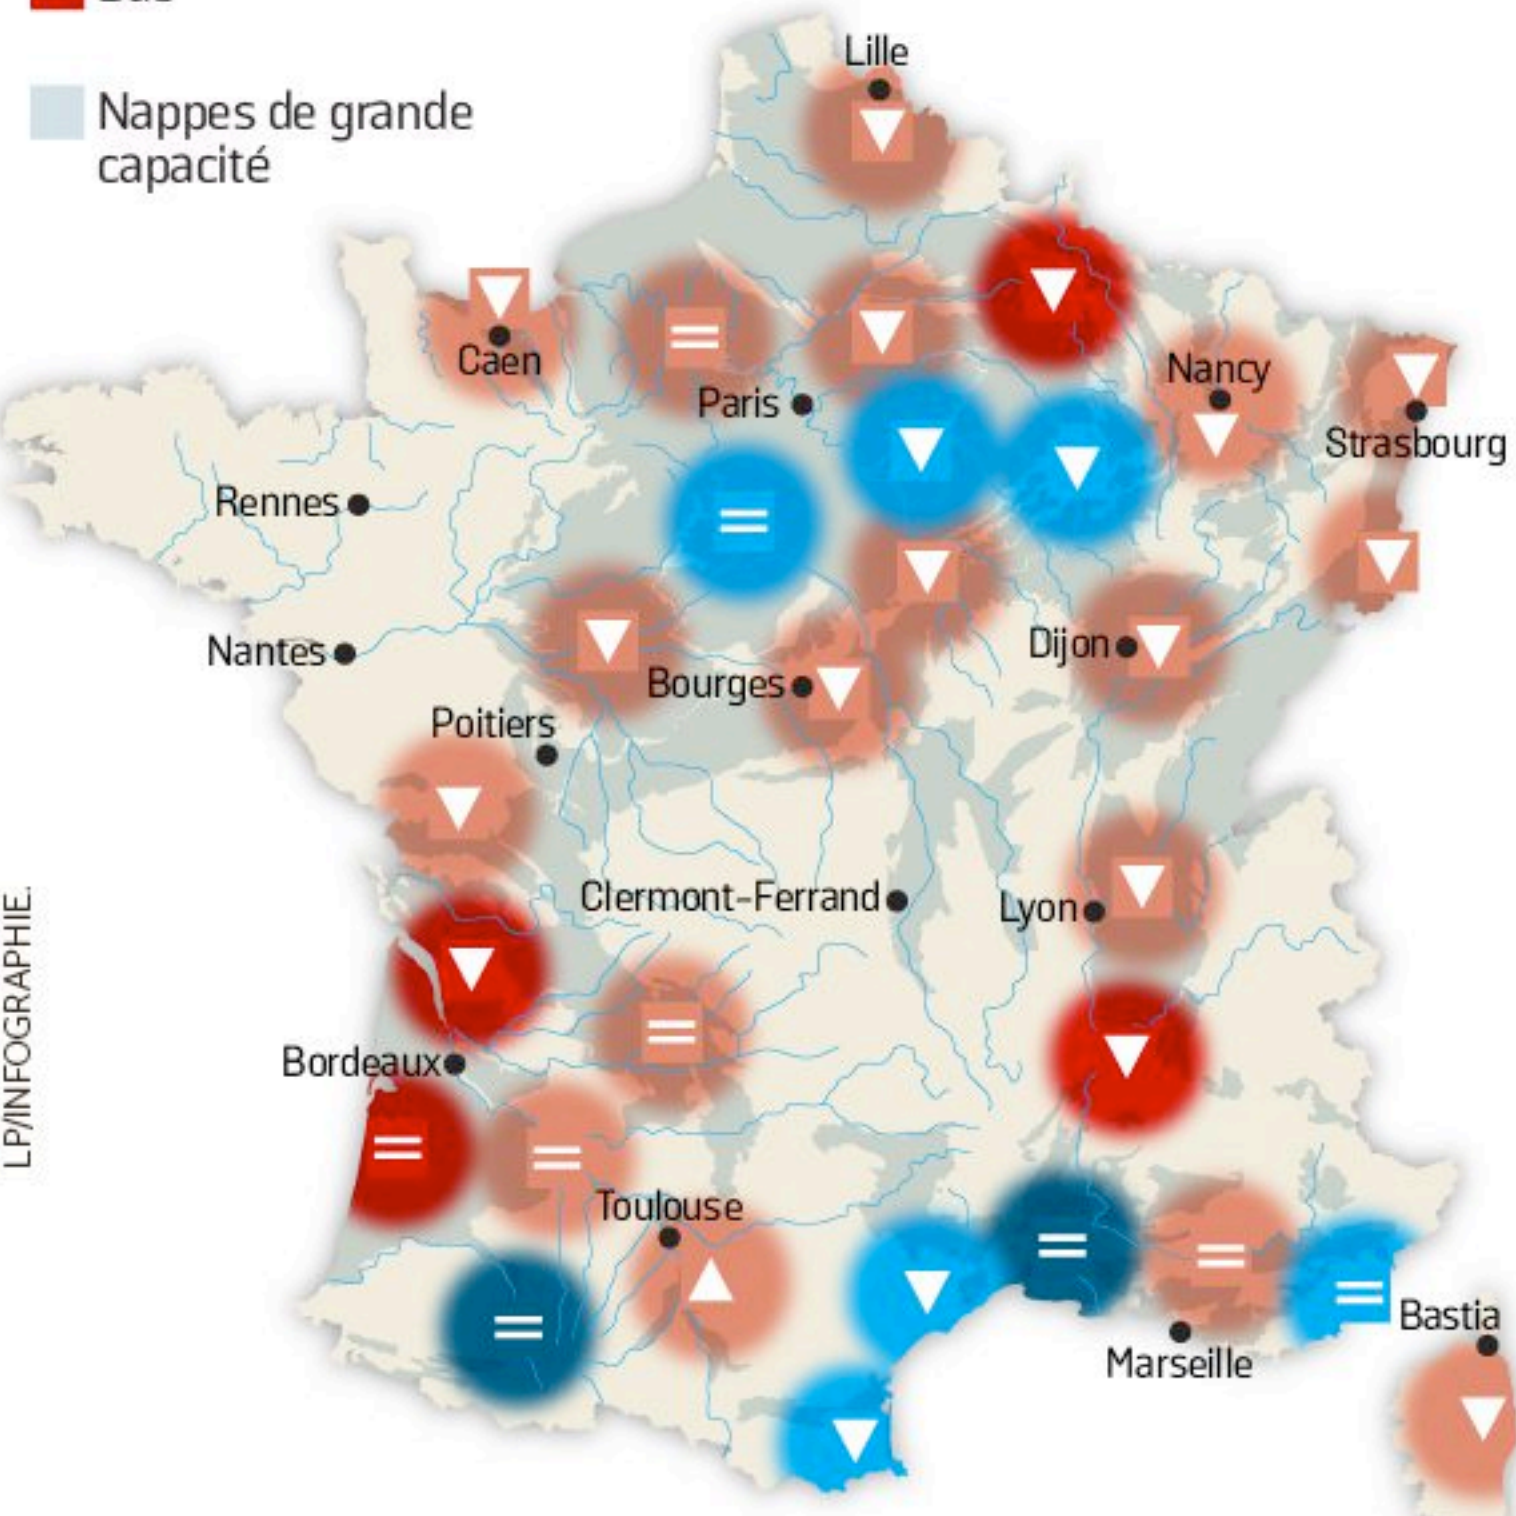 Nappes de grande
capacité
Lille
Caen
Paris
Nancy
Strasbourg
Rennes
Nantes
Bourges
Dijon
Poitiers
Clermont-Ferrand
Lyon
Bordeaux
Toulouse
Bastia
Marseille
LP/INFOGRAPHIE.